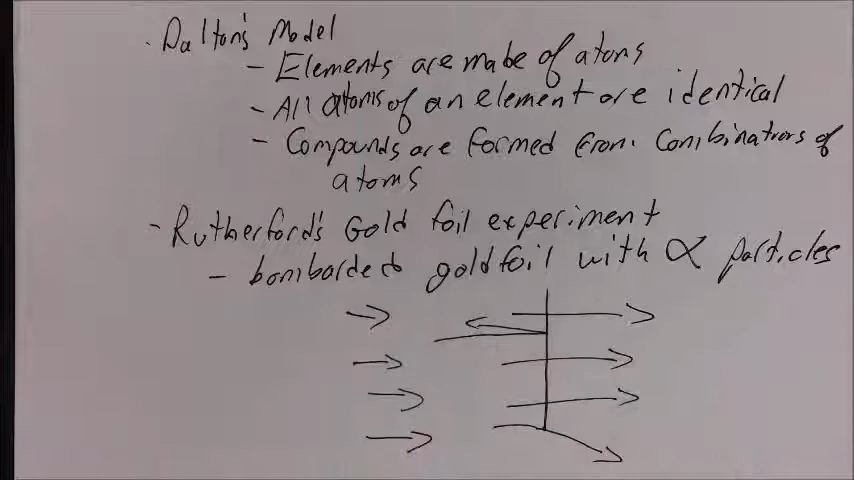 · Dalton's Model
- Elements are made of atoms
- All atoms of an element are identical
- Compounds are formed from combinations of
atoms
- Rutherford's Gold foil experiment
- bombarded gold foil with α particles